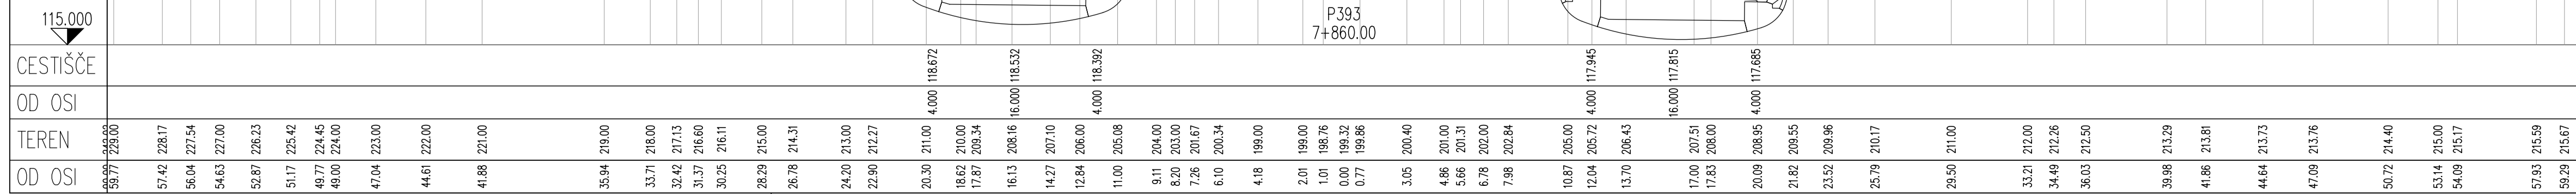 115.000
P393
7+860.00
CESTIŠČE 118.672 118.532 118.392 117.945 117.815 117.685
OD OSI 4.000 16.000 4.000 4.000 16.000 4.000
TEREN 229.00 228.17 227.54 227.00 226.23 225.42 224.45 224.00 223.00 222.00 221.00 219.00 218.00 217.13 216.60 216.11 215.00 214.31 213.00 212.27 211.00 210.00 209.34 208.16 207.10 206.00 205.08 204.00 203.00 201.67 200.34 199.00 199.00 198.76 199.32 199.86 200.40 201.00 201.31 202.00 202.84 205.00 205.72 206.43 207.51 208.00 208.95 209.55 209.96 210.17 211.00 212.00 212.26 212.50 213.29 213.81 213.73 213.76 214.40 215.00 215.17 215.59 215.67
OD OSI 59.77 57.42 56.04 54.63 52.87 51.17 49.77 49.00 47.04 44.61 41.88 35.94 33.71 32.42 31.37 30.25 28.29 26.78 24.20 22.90 20.30 18.62 17.87 16.13 14.27 12.84 11.00 9.11 8.20 7.26 6.10 4.18 2.01 1.01 0.00 0.77 3.05 4.86 5.66 6.78 7.98 10.87 12.04 13.70 17.00 17.83 20.09 21.82 23.52 25.79 29.50 33.21 34.49 36.03 39.98 41.86 44.64 47.09 50.72 53.14 54.09 57.93 59.29